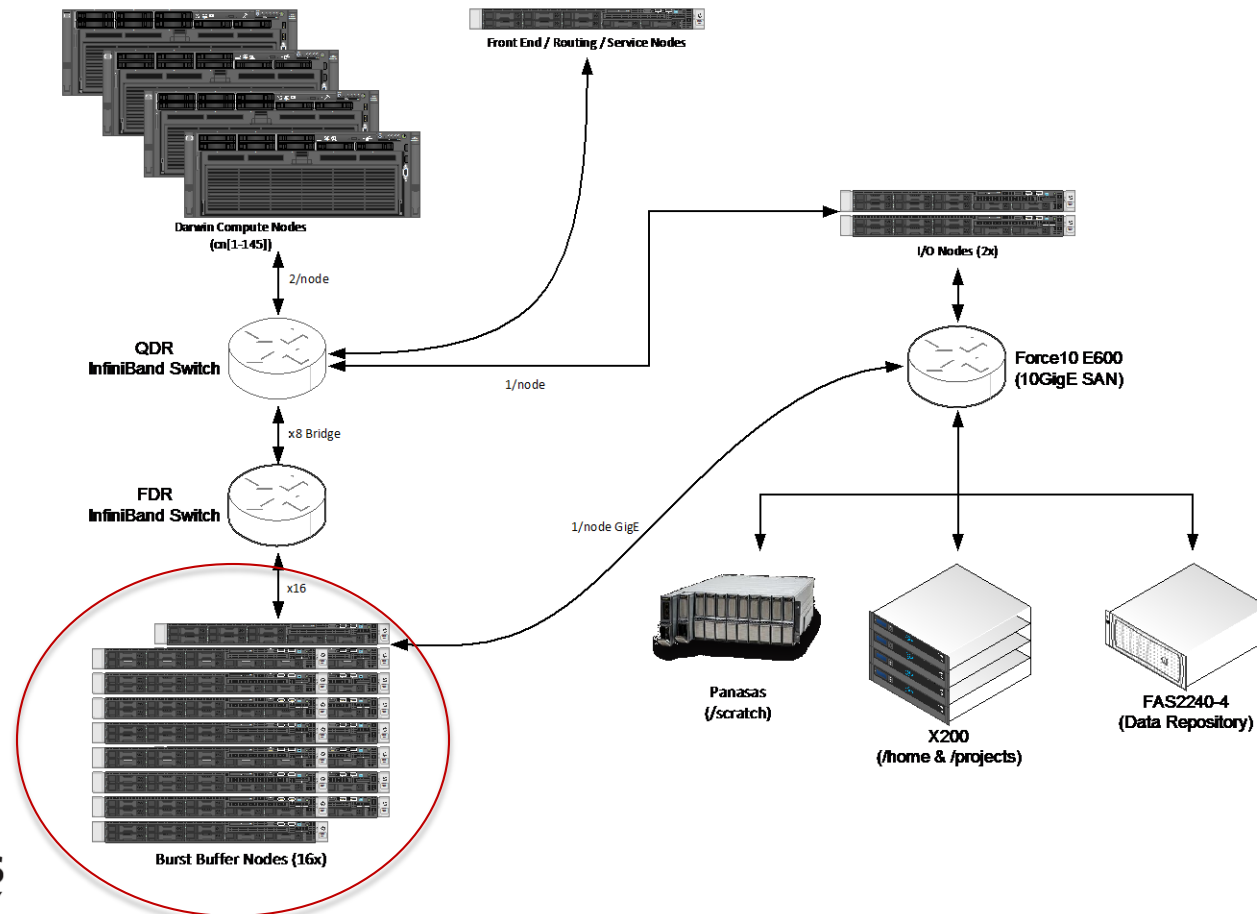 Front End / Routing / Service Nodes
Darwin Compute Nodes
(cn[1-145])
I/O Nodes (2x)
2/node
QDR
InfiniBand Switch
Force10 E600
(10GigE SAN)
1/node
x8 Bridge
FDR
InfiniBand Switch
1/node GigE
x16
Panasas
(/scratch)
X200
(/home & /projects)
FAS2240-4
(Data Repository)
Burst Buffer Nodes (16x)